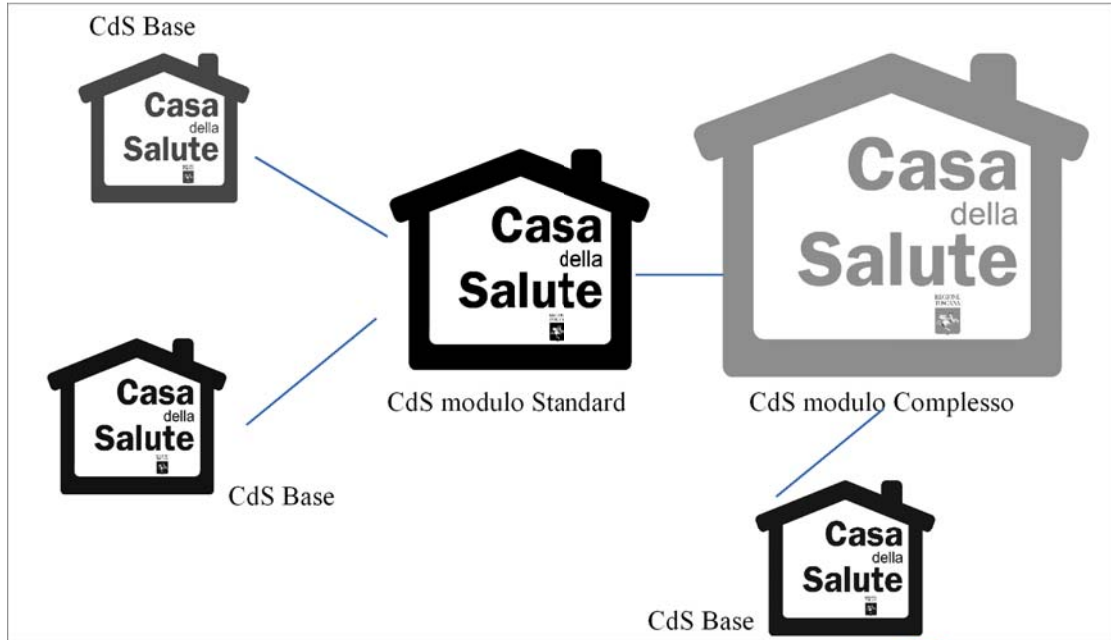 CdS Base
Casa
della
Salute
Casa
della
Salute
REGIONE
TOSCANA
Casa
della
Salute
CdS modulo Standard
CdS modulo Complesso
Casa
della
Salute
CdS Base
Casa
della
Salute
CdS Base